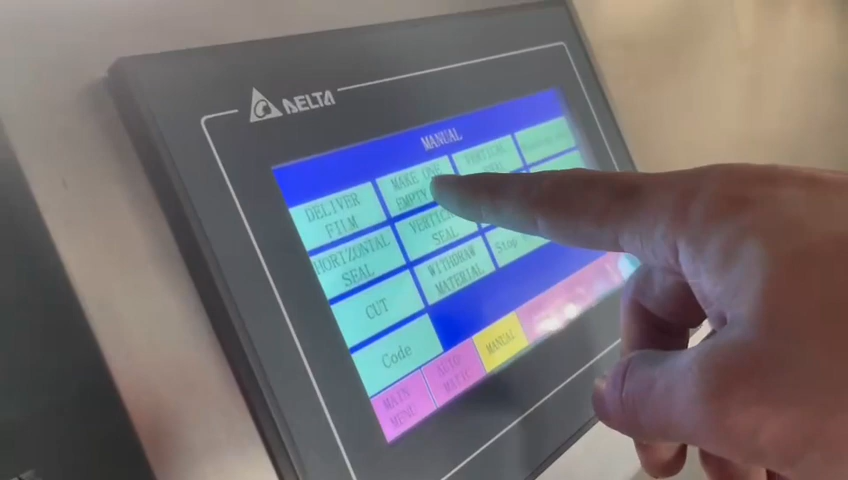 DELTA
MANUAL
DELIVER
FILM
MAKE ONE
EMPTY
HORIZONTAL
SEAL
VERTICAL
SEAL
CUT
WITHDRAW
MATERIAL
Stop
Code
MAIN
MENU
AUTO-
MATIC
MANUAL